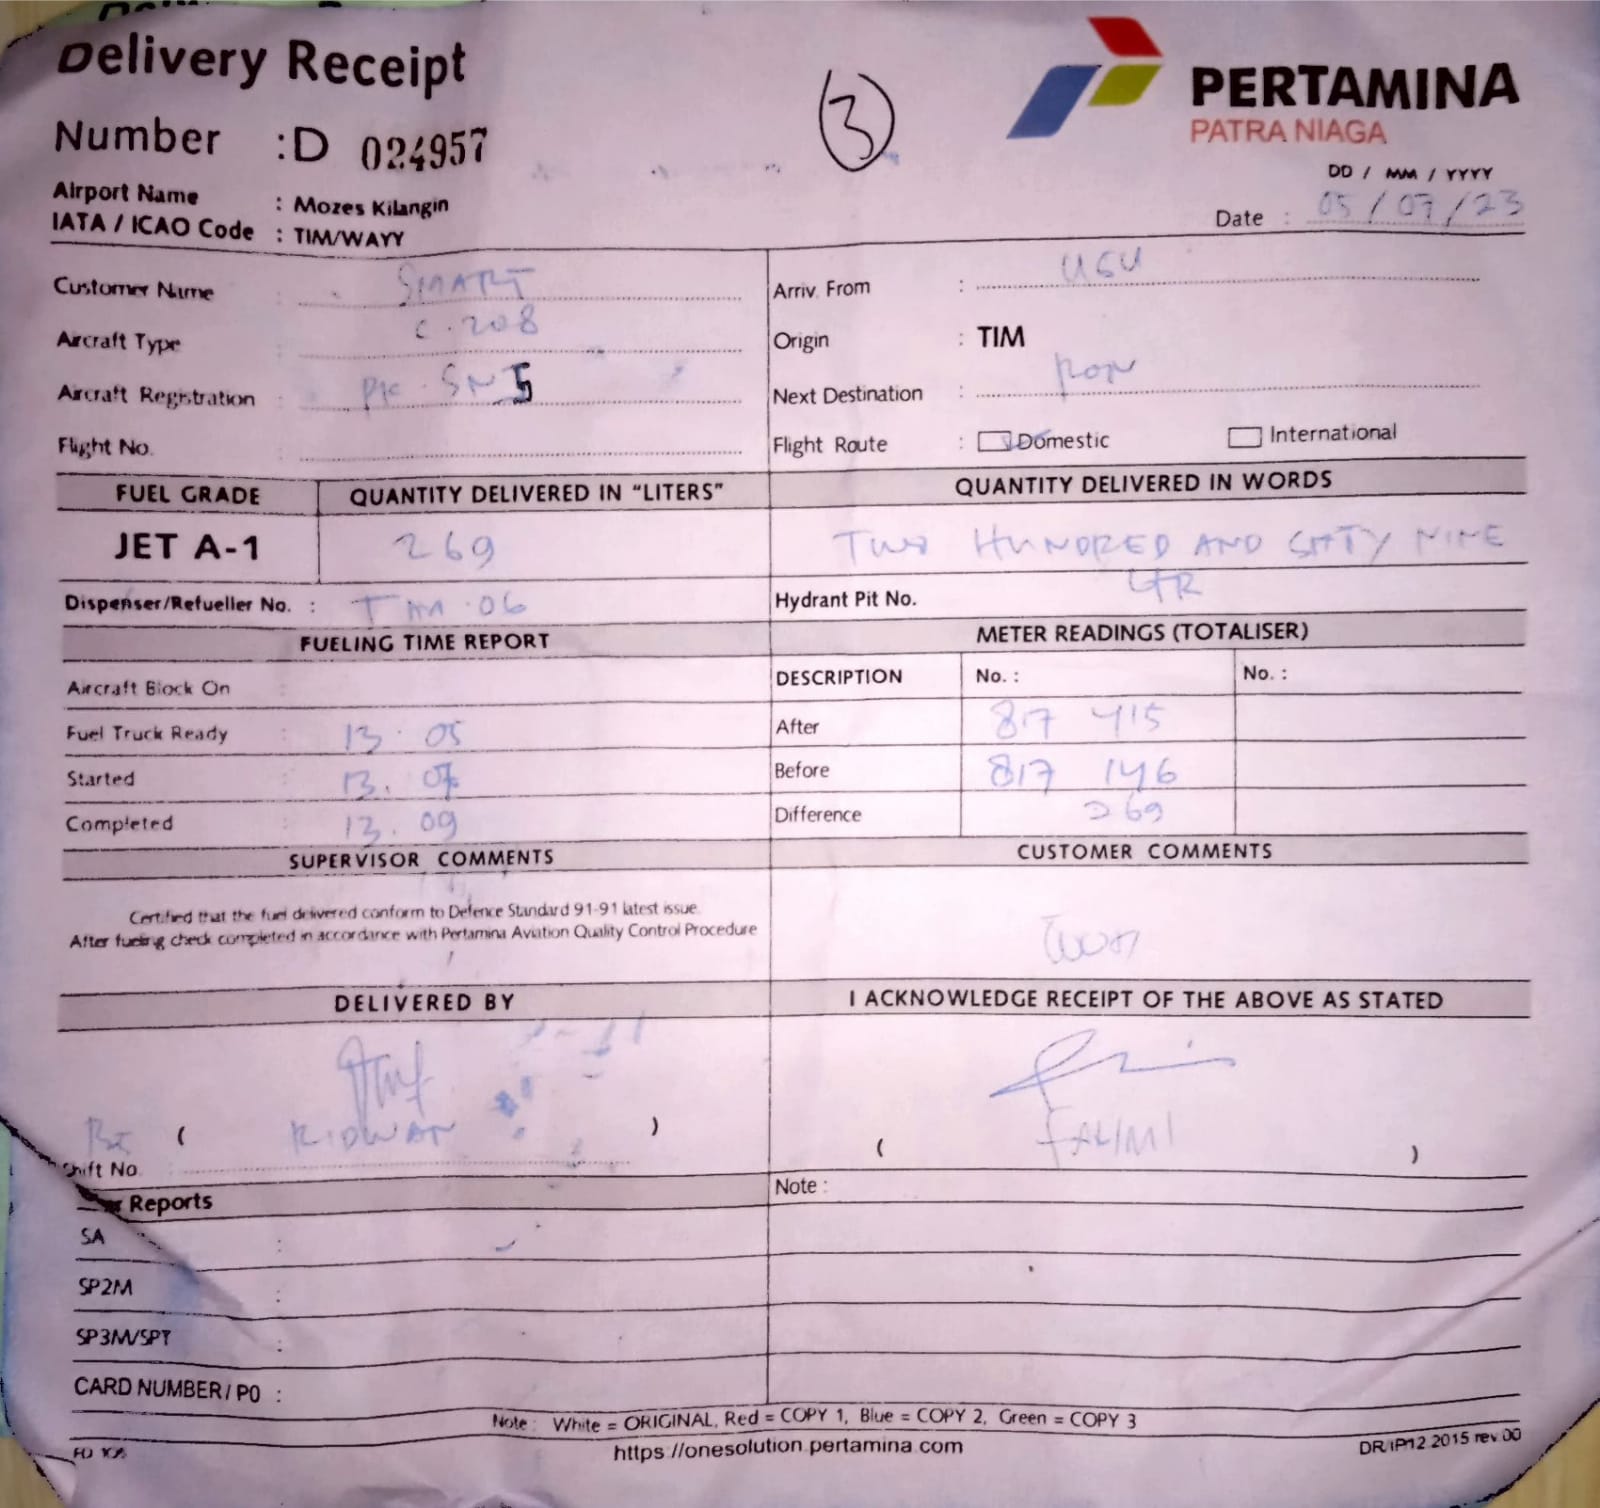 Delivery Receipt
PERTAMINA
PATRA NIAGA
Number :D 024957
3
DD / MM / YYYY
Date : 05/07/23
Airport Name : Mozes Kilangin
IATA / ICAO Code : TIM/WAYY
Customer Name : SMART
Arriv. From : UGU
Aircraft Type : C.208
Origin : TIM
Aircraft Registration : PK-SN
Next Destination : RON
Flight No. :
Flight Route : Domestic International
FUEL GRADE QUANTITY DELIVERED IN "LITERS" QUANTITY DELIVERED IN WORDS
JET A-1 269 TWO HUNDRED AND SIXTY NINE
LTR
Dispenser/Refueller No. : TIM.06 Hydrant Pit No.
FUELING TIME REPORT METER READINGS (TOTALISER)
Aircraft Block On : DESCRIPTION No. : No. :
Fuel Truck Ready : 13.05 After 817 415
Started : 13.07 Before 817 146
Completed : 13.09 Difference 269
SUPERVISOR COMMENTS CUSTOMER COMMENTS
Certified that the fuel delivered conform to Defence Standard 91-91 latest issue.
After fueling check completed in accordance with Pertamina Aviation Quality Control Procedure
DELIVERED BY I ACKNOWLEDGE RECEIPT OF THE ABOVE AS STATED
( RIDWAN )
( FALIMI )
Shift No. :
Reports Note :
SA :
SP2M :
SP3M/SPT :
CARD NUMBER/PO :
Note : White = ORIGINAL, Red = COPY 1, Blue = COPY 2, Green = COPY 3
https://onesolution.pertamina.com
DR/IP12.2015 rev.00